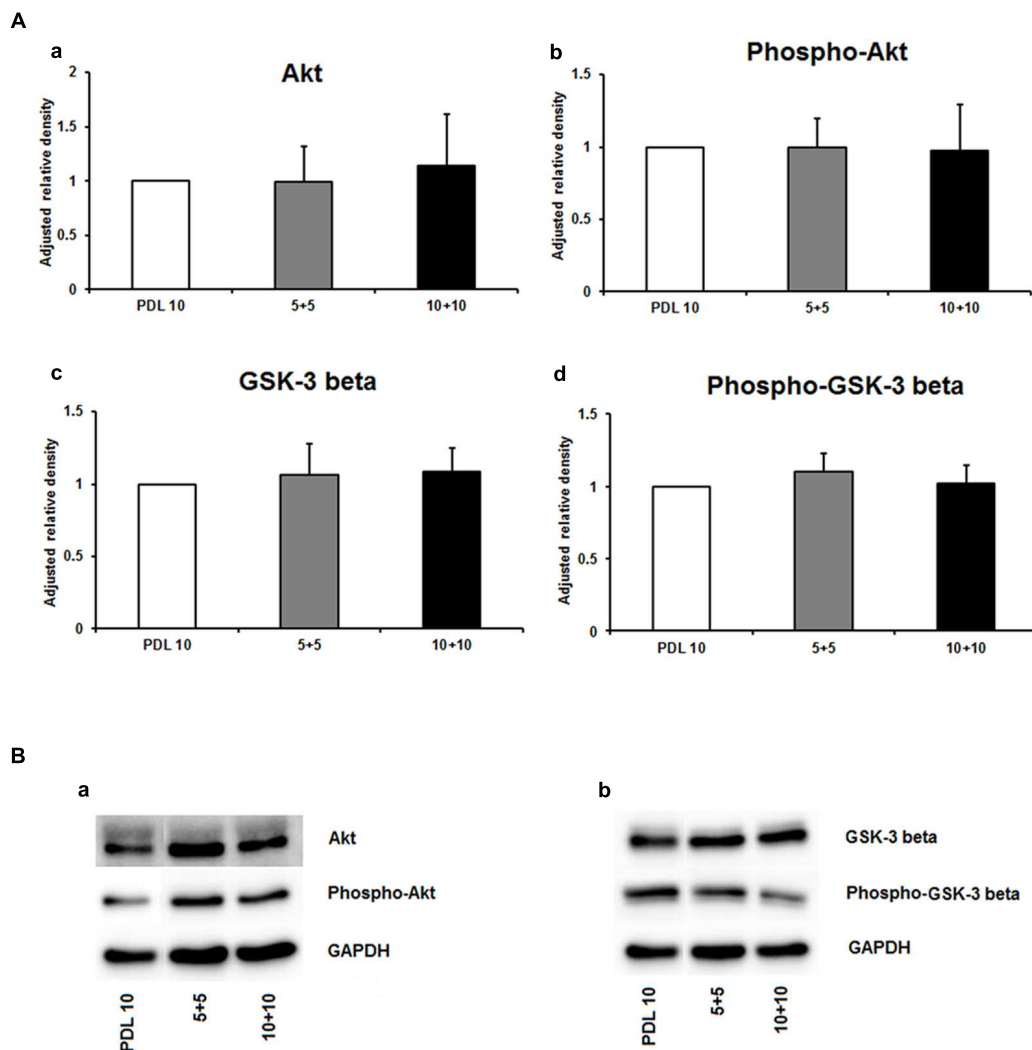 A
a
Akt
Adjusted relative density
2
1.5
1
0.5
0
PDL 10 5+5 10+10
b
Phospho-Akt
Adjusted relative density
1.5
1
0.5
0
PDL 10 5+5 10+10
c
GSK-3 beta
Adjusted relative density
1.5
1
0.5
0
PDL 10 5+5 10+10
d
Phospho-GSK-3 beta
Adjusted relative density
1.5
1
0.5
0
PDL 10 5+5 10+10
B
a
Akt
Phospho-Akt
GAPDH
PDL 10
5+5
10+10
b
GSK-3 beta
Phospho-GSK-3 beta
GAPDH
PDL 10
5+5
10+10